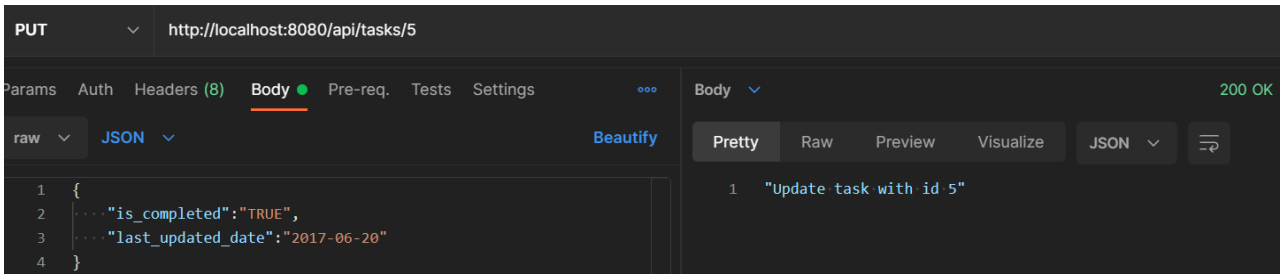 PUT http://localhost:8080/api/tasks/5
Params Auth Headers (8) Body Pre-req. Tests Settings
raw JSON Beautify
1 {
2 "is_completed":"TRUE",
3 "last_updated_date":"2017-06-20"
4 }
Body 200 OK
Pretty Raw Preview Visualize JSON
1 "Update task with id 5"